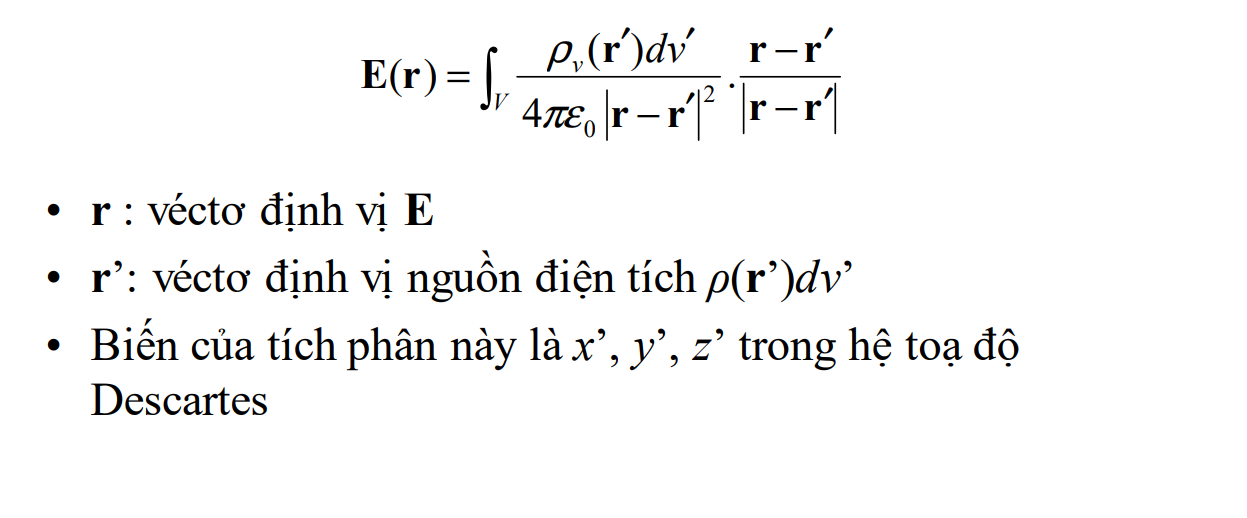 E(r) = ∫_V ρ_v(r′)dv′ / 4πε₀|r − r′|² . r − r′ / |r − r′|
• r : véctơ định vị E
• r’: véctơ định vị nguồn điện tích ρ(r’)dv’
• Biến của tích phân này là x’, y’, z’ trong hệ toạ độ
Descartes